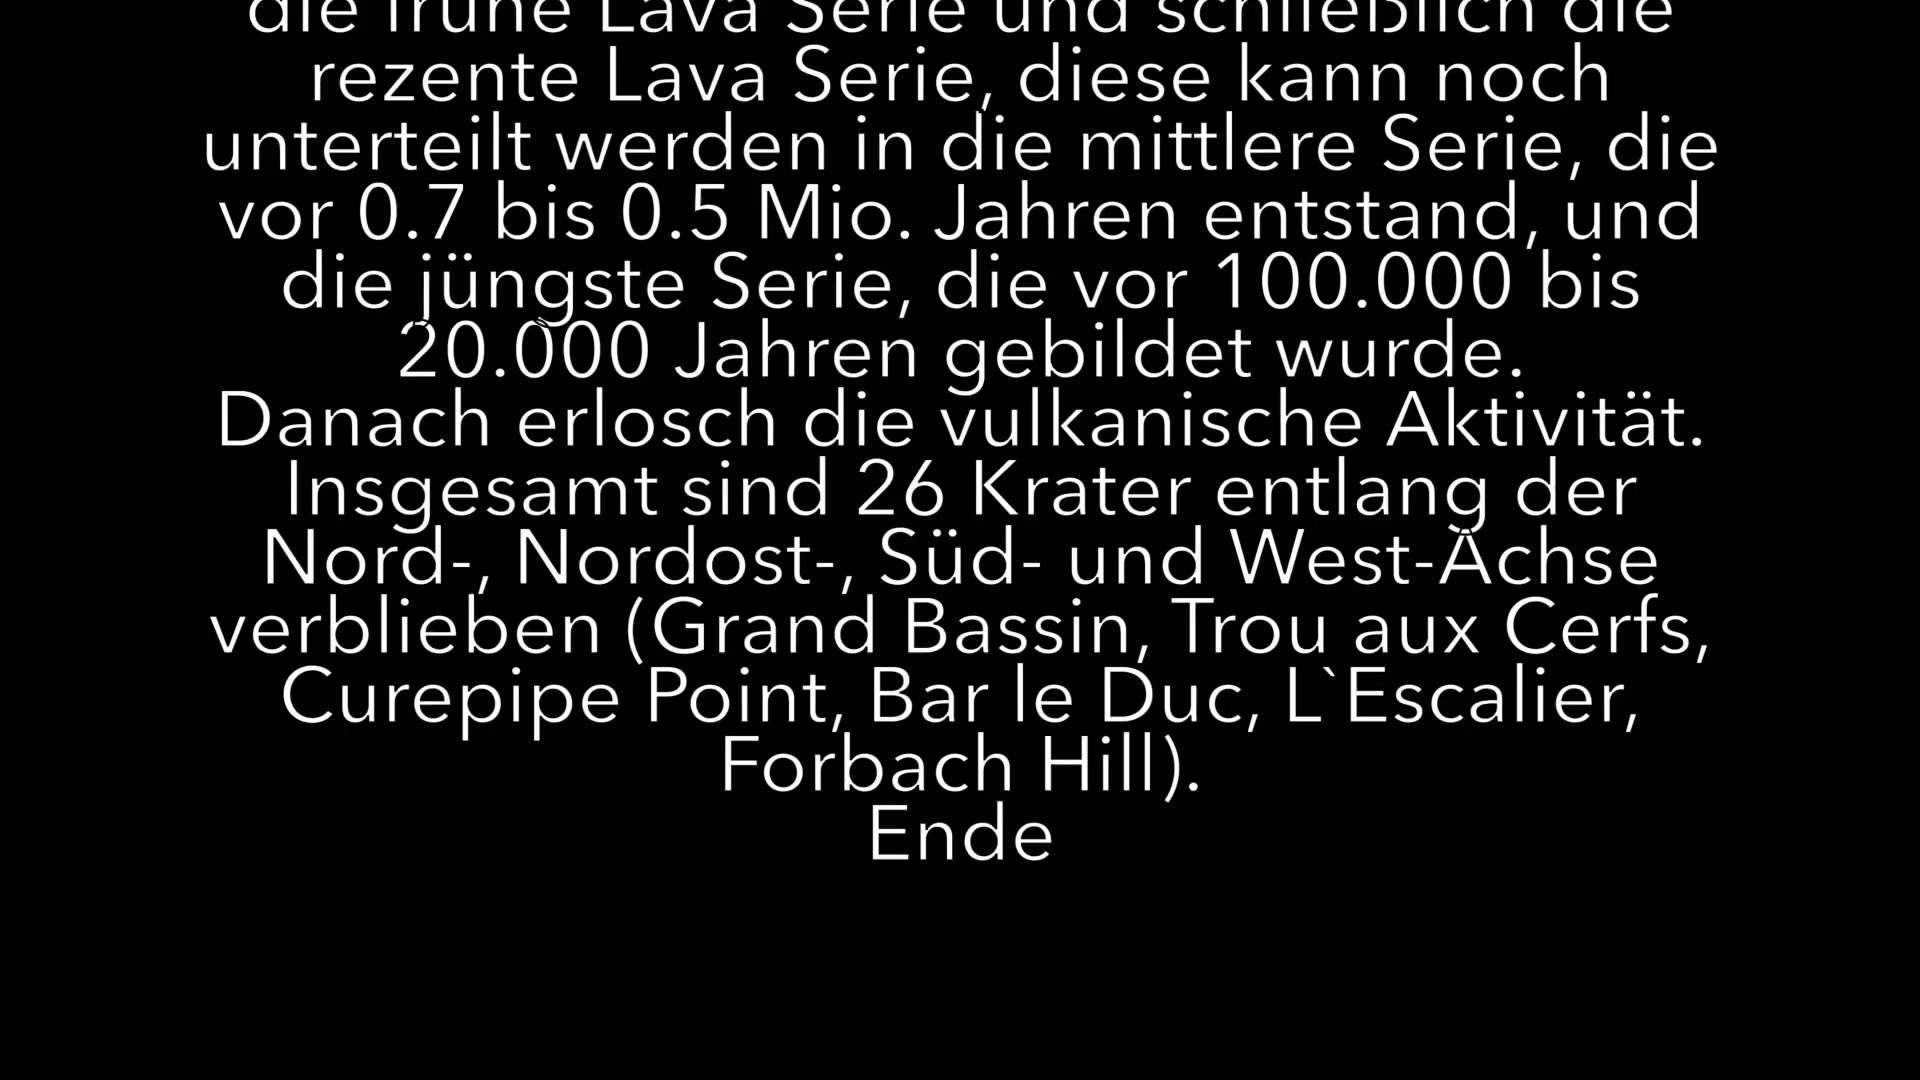 die frühe Lava Serie und schließlich die
rezente Lava Serie, diese kann noch
unterteilt werden in die mittlere Serie, die
vor 0.7 bis 0.5 Mio. Jahren entstand, und
die jüngste Serie, die vor 100.000 bis
20.000 Jahren gebildet wurde.
Danach erlosch die vulkanische Aktivität.
Insgesamt sind 26 Krater entlang der
Nord-, Nordost-, Süd- und West-Achse
verblieben (Grand Bassin, Trou aux Cerfs,
Curepipe Point, Bar le Duc, L`Escalier,
Forbach Hill).
Ende